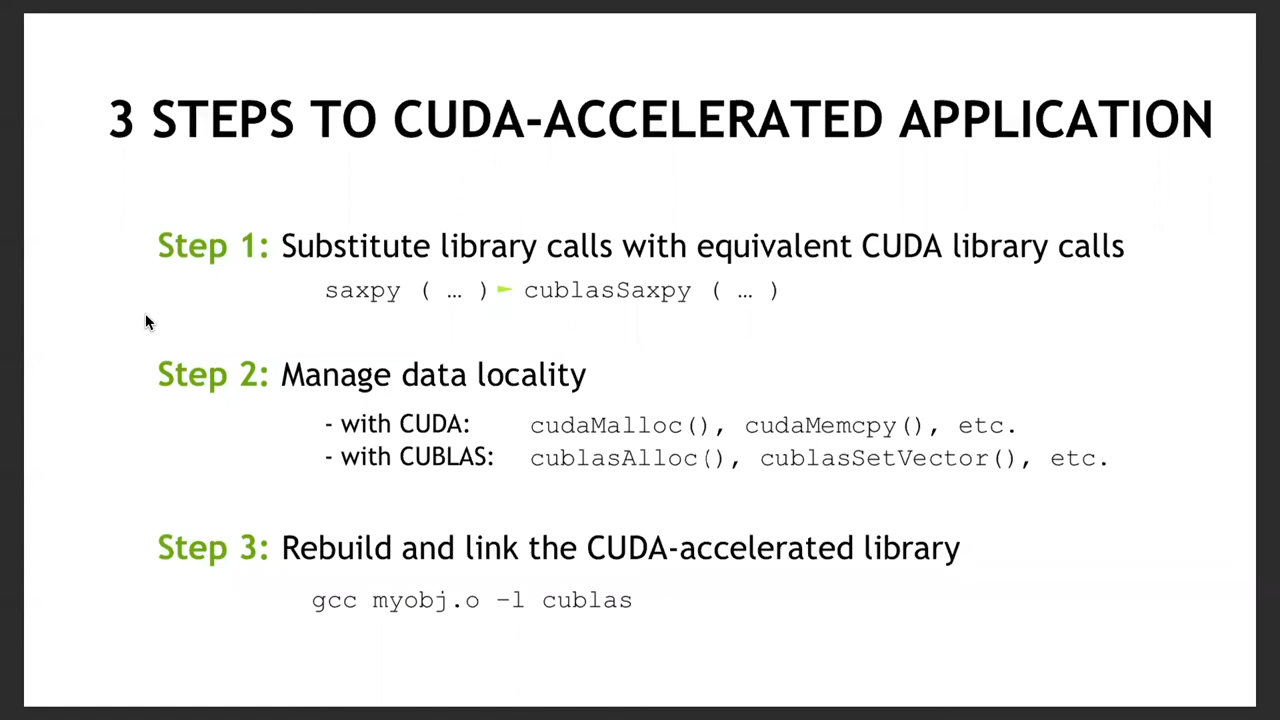 3 STEPS TO CUDA-ACCELERATED APPLICATION
Step 1: Substitute library calls with equivalent CUDA library calls
saxpy ( … ) ► cublasSaxpy ( … )
Step 2: Manage data locality
- with CUDA: cudaMalloc(), cudaMemcpy(), etc.
- with CUBLAS: cublasAlloc(), cublasSetVector(), etc.
Step 3: Rebuild and link the CUDA-accelerated library
gcc myobj.o –l cublas